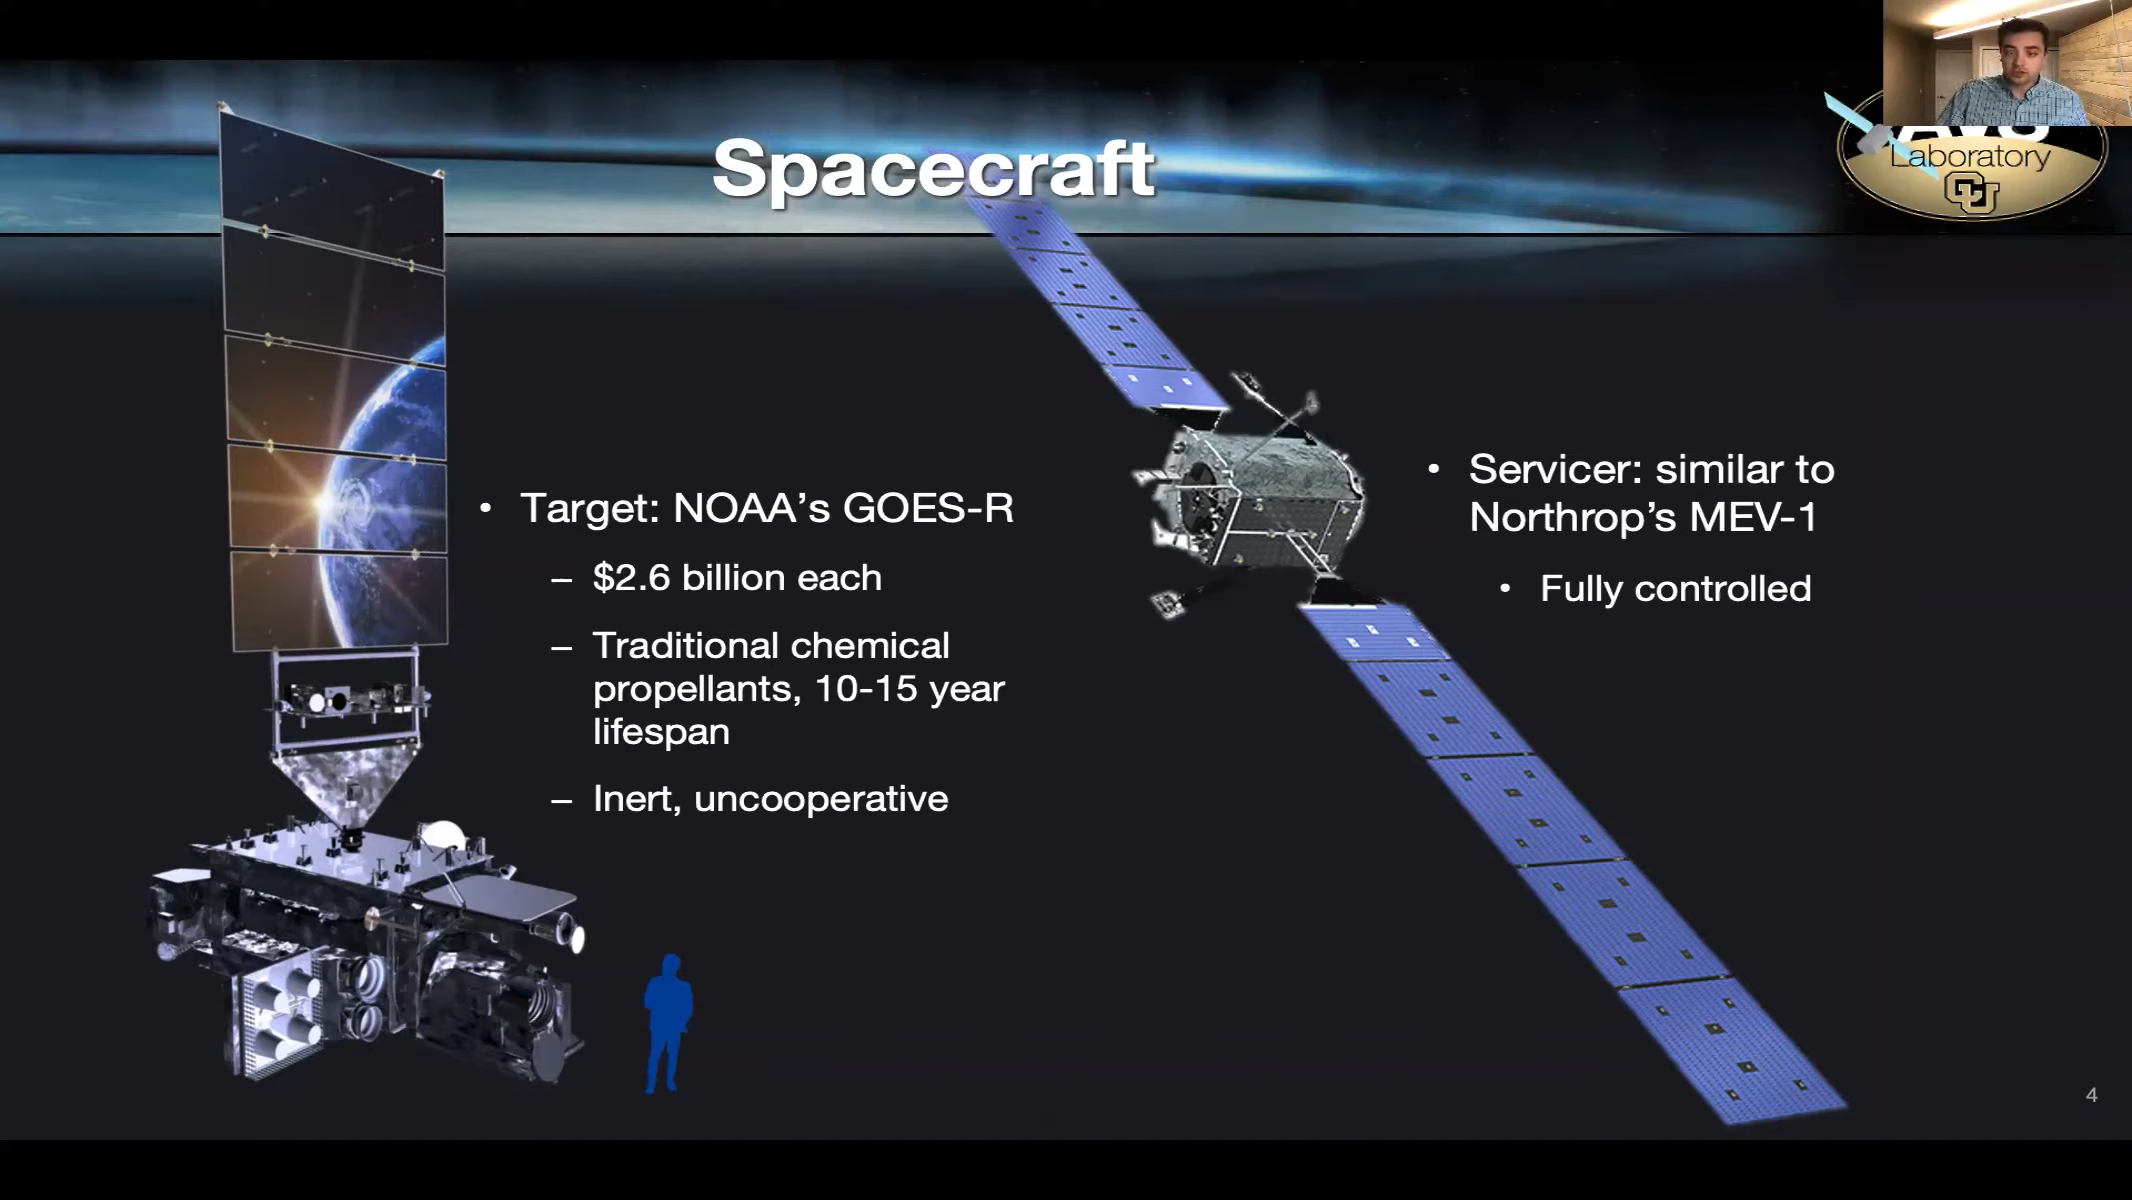 Spacecraft
Laboratory
CU
• Target: NOAA’s GOES-R
– $2.6 billion each
– Traditional chemical
propellants, 10-15 year
lifespan
– Inert, uncooperative
• Servicer: similar to
Northrop’s MEV-1
• Fully controlled
4